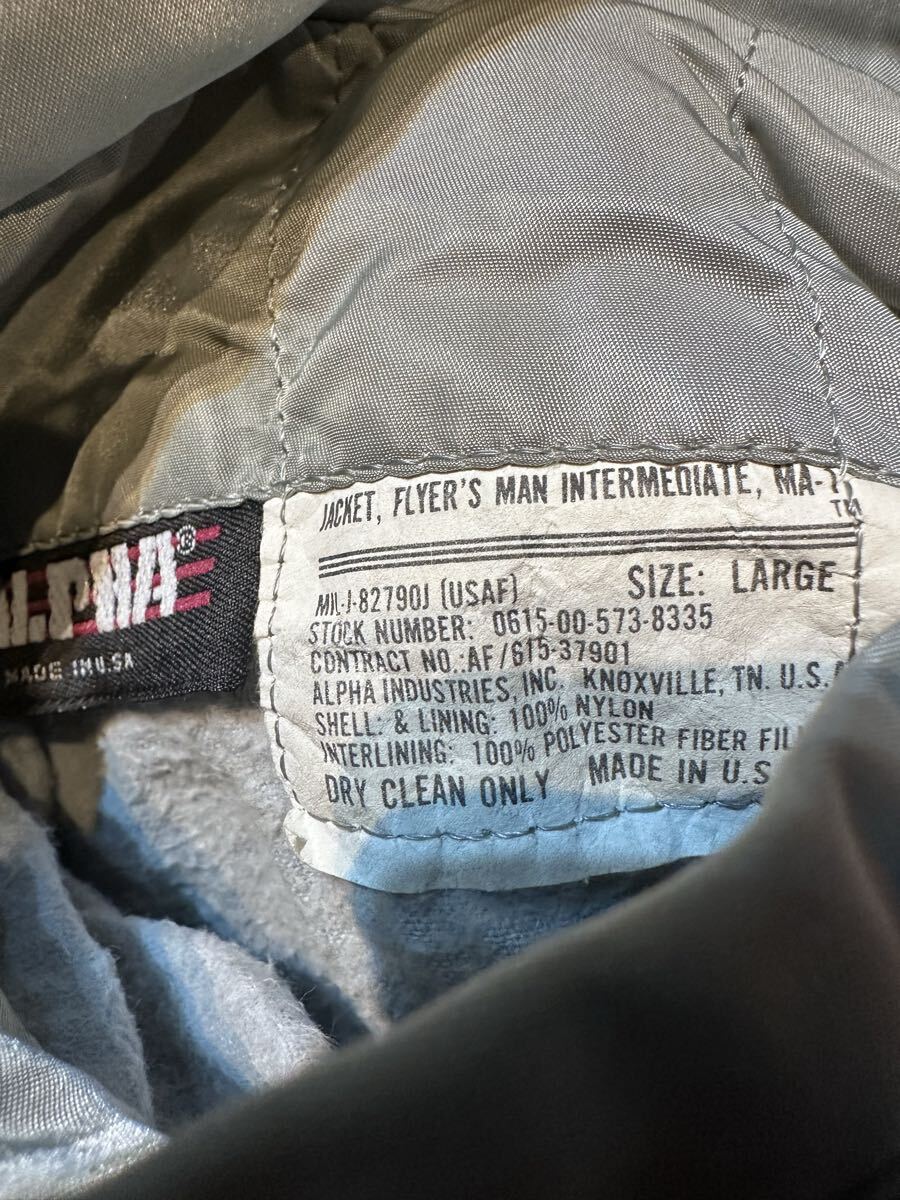 ALPHA®
MADE IN U.S.A
JACKET, FLYER'S MAN INTERMEDIATE, MA-1
TM
MIL-J-82790J (USAF) SIZE: LARGE
STOCK NUMBER: 0615-00-573-8335
CONTRACT NO.:AF/615-37901
ALPHA INDUSTRIES, INC. KNOXVILLE, TN. U.S.A
SHELL: & LINING: 100% NYLON
INTERLINING: 100% POLYESTER FIBER FIL
DRY CLEAN ONLY MADE IN U.S